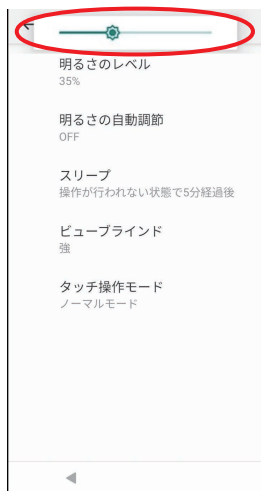 明るさのレベル
35%
明るさの自動調節
OFF
スリープ
操作が行われない状態で5分経過後
ビューブラインド
強
タッチ操作モード
ノーマルモード